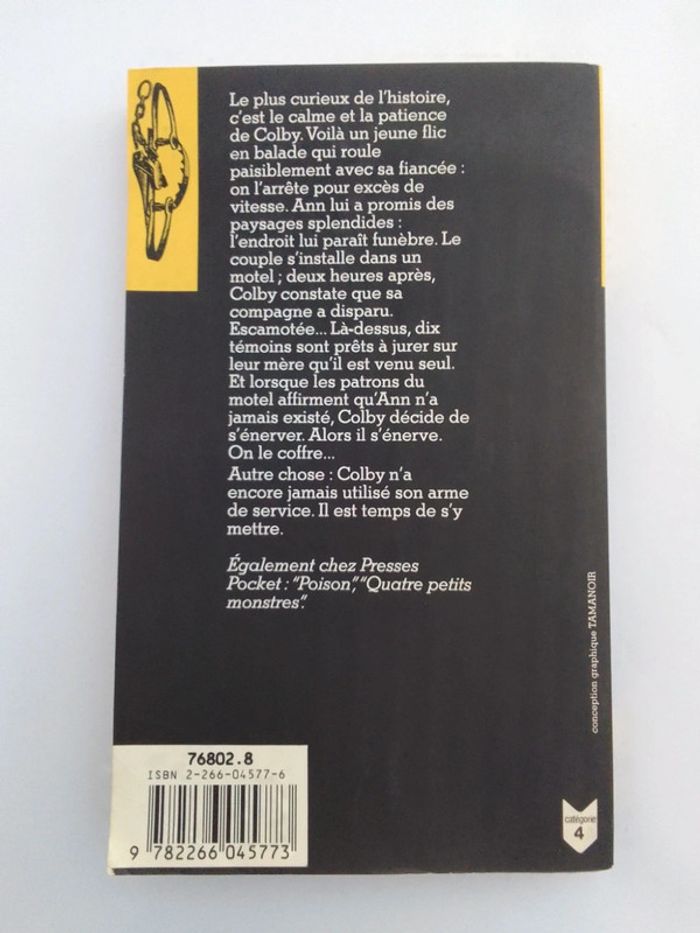 Le plus curieux de l'histoire,
c'est le calme et la patience
de Colby. Voilà un jeune flic
en balade qui roule
paisiblement avec sa fiancée :
on l'arrête pour excès de
vitesse. Ann lui a promis des
paysages splendides :
l'endroit lui paraît funèbre. Le
couple s'installe dans un
motel ; deux heures après,
Colby constate que sa
compagne a disparu.
Escamotée... Là-dessus, dix
témoins sont prêts à jurer sur
leur mère qu'il est venu seul.
Et lorsque les patrons du
motel affirment qu'Ann n'a
jamais existé, Colby décide de
s'énerver. Alors il s'énerve.
On le coffre...
Autre chose : Colby n'a
encore jamais utilisé son arme
de service. Il est temps de s'y
mettre.
Également chez Presses
Pocket : "Poison", "Quatre petits
monstres".
conception graphique TAMANOIR
76802.8
ISBN 2-266-04577-6
9 782266 045773
catégorie
4